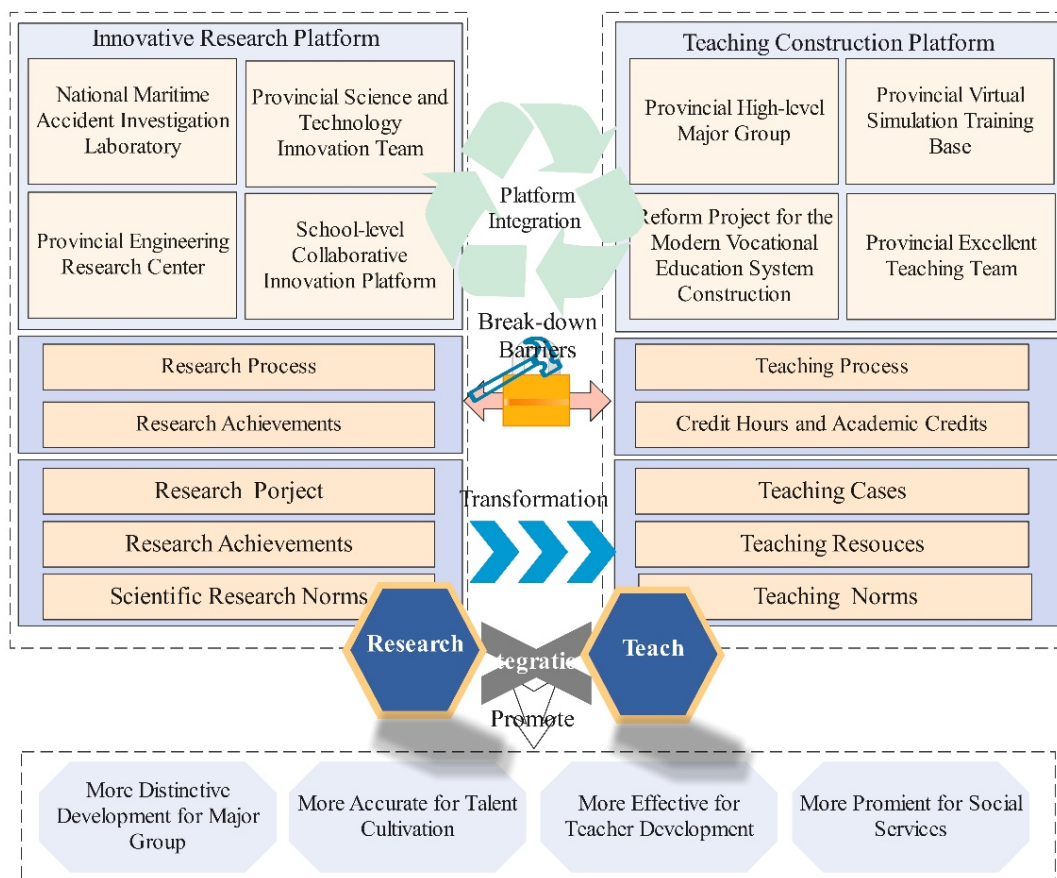 Innovative Research Platform
National Maritime
Accident Investigation
Laboratory
Provincial Science and
Technology
Innovation Team
Provincial Engineering
Research Center
School-level
Collaborative
Innovation Platform
Platform
Integration
Teaching Construction Platform
Provincial High-level
Major Group
Provincial Virtual
Simulation Training
Base
Reform Project for the
Modern Vocational
Education System
Construction
Provincial Excellent
Teaching Team
Research Process
Research Achievements
Break-down
Barriers
Teaching Process
Credit Hours and Academic Credits
Research Porject
Research Achievements
Scientific Research Norms
Transformation
Teaching Cases
Teaching Resouces
Teaching Norms
Research
tegration
Teach
Promote
More Distinctive
Development for Major
Group
More Accurate for Talent
Cultivation
More Effective for
Teacher Development
More Promient for Social
Services